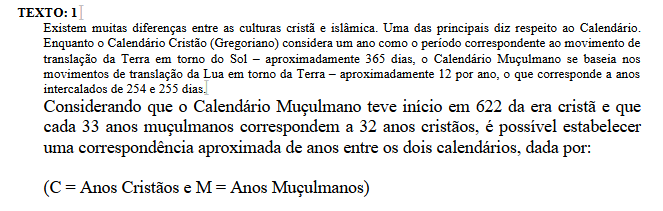 TEXTO: 1
Existem muitas diferenças entre as culturas cristã e islâmica. Uma das principais diz respeito ao Calendário.
Enquanto o Calendário Cristão (Gregoriano) considera um ano como o período correspondente ao movimento de
translação da Terra em torno do Sol – aproximadamente 365 dias, o Calendário Muçulmano se baseia nos
movimentos de translação da Lua em torno da Terra – aproximadamente 12 por ano, o que corresponde a anos
intercalados de 254 e 255 dias.
Considerando que o Calendário Muçulmano teve início em 622 da era cristã e que
cada 33 anos muçulmanos correspondem a 32 anos cristãos, é possível estabelecer
uma correspondência aproximada de anos entre os dois calendários, dada por:
(C = Anos Cristãos e M = Anos Muçulmanos)